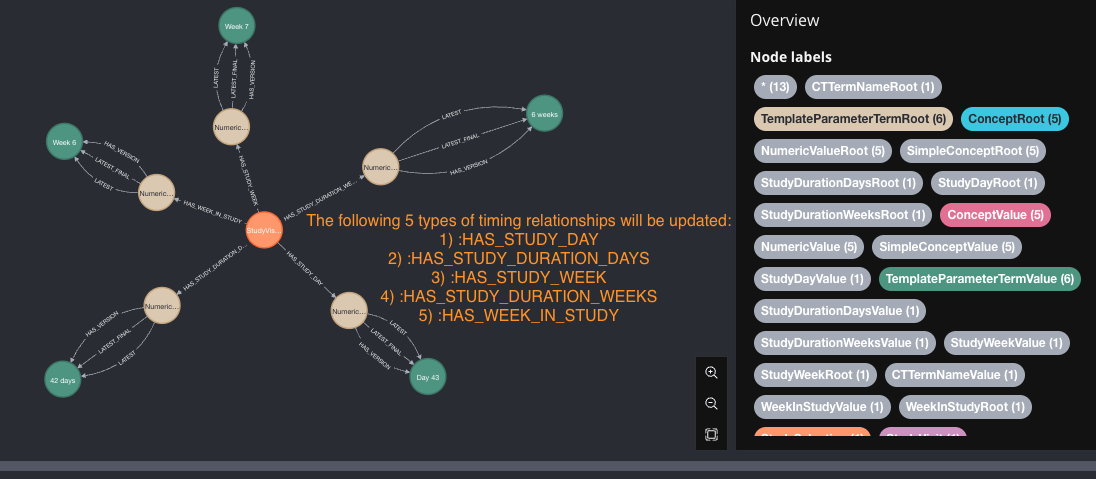 Week 7
LATEST
LATEST_FINAL
HAS_VERSION
Numeric...
HAS_STUDY_WEEK
6 weeks
LATEST
LATEST_FINAL
HAS_VERSION
Numeric...
HAS_STUDY_DURATION_WE...
Week 6
HAS_VERSION
LATEST_FINAL
LATEST
Numeric...
HAS_WEEK_IN_STUDY
StudyVis...
HAS_STUDY_DURATION_D...
Numeric...
HAS_VERSION
LATEST_FINAL
LATEST
42 days
HAS_STUDY_DAY
Numeric...
LATEST
LATEST_FINAL
HAS_VERSION
Day 43
The following 5 types of timing relationships will be updated:
1) :HAS_STUDY_DAY
2) :HAS_STUDY_DURATION_DAYS
3) :HAS_STUDY_WEEK
4) :HAS_STUDY_DURATION_WEEKS
5) :HAS_WEEK_IN_STUDY
Overview
Node labels
* (13) CTTermNameRoot (1)
TemplateParameterTermRoot (6) ConceptRoot (5)
NumericValueRoot (5) SimpleConceptRoot (5)
StudyDurationDaysRoot (1) StudyDayRoot (1)
StudyDurationWeeksRoot (1) ConceptValue (5)
NumericValue (5) SimpleConceptValue (5)
StudyDayValue (1) TemplateParameterTermValue (6)
StudyDurationDaysValue (1)
StudyDurationWeeksValue (1) StudyWeekValue (1)
StudyWeekRoot (1) CTTermNameValue (1)
WeekInStudyValue (1) WeekInStudyRoot (1)